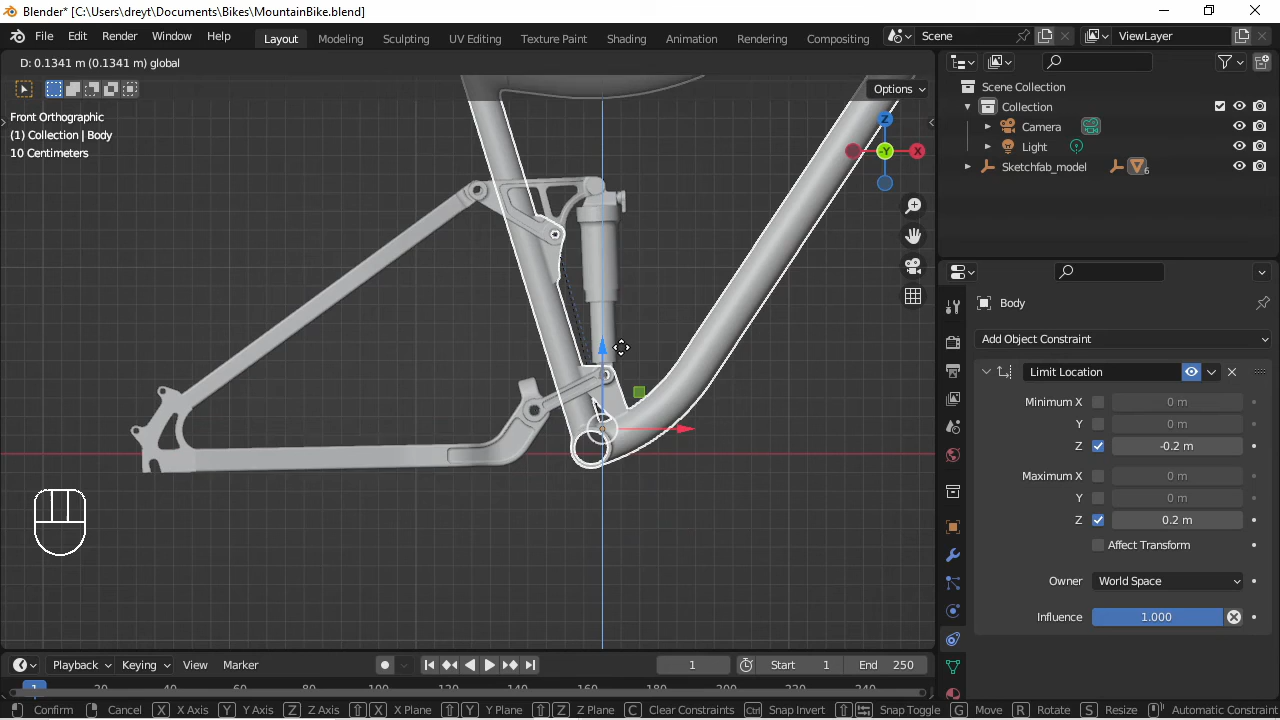 Blender* [C:\Users\dreyt\Documents\Bikes\MountainBike.blend]
File Edit Render Window Help Layout Modeling Sculpting UV Editing Texture Paint Shading Animation Rendering Compositing Scene ViewLayer
D: 0.1341 m (0.1341 m) global
Options
Front Orthographic
(1) Collection | Body
10 Centimeters
Z
-Y
X
Scene Collection
Collection
Camera
Light
Sketchfab_model
6
Body
Add Object Constraint
Limit Location
Minimum X 0 m
Y 0 m
Z -0.2 m
Maximum X 0 m
Y 0 m
Z 0.2 m
Affect Transform
Owner World Space
Influence 1.000
Playback Keying View Marker 1 Start 1 End 250
1 20 80 100 120 140 160 180 200 220 240
Confirm Cancel X X Axis Y Y Axis Z Z Axis X X Plane Y Y Plane Z Z Plane C Clear Constraints Ctrl Snap Invert Snap Toggle G Move R Rotate S Resize Automatic Constraint